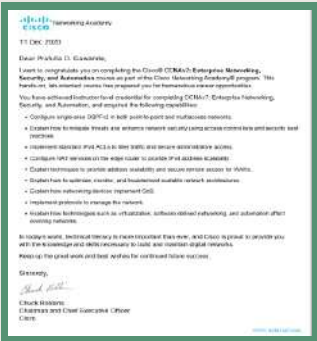 CISCO Networking Academy
11 Dec 2020
I want to congratulate you on completing the Cisco® CCNAv7: Enterprise Networking,
Security, and Automation course as part of the Cisco Networking Academy® program. This
hands-on, lab-oriented course has prepared you for career opportunities.
You have achieved instructor level credential for completing CCNAv7: Enterprise Networking,
Security, and Automation, and acquired the following capabilities:
• Configure single-area OSPFv2 in both point-to-point and multiaccess networks.
• Explain how to mitigate threats and enhance network security using access control lists and security best
practices.
• Implement standard IPv4 ACLs to filter traffic and secure administrative access.
• Configure NAT services on the edge router to provide IPv4 address scalability.
• Explain techniques to provide address scalability and secure remote access for WANs.
• Explain how to optimize, monitor, and troubleshoot scalable network architectures.
• Explain how networking devices implement QoS.
• Implement protocols to manage the network.
• Explain how technologies such as virtualization, software defined networking, and automation affect
evolving networks.
In today's world, technical literacy is more important than ever, and Cisco is proud to provide you
with the knowledge and skills necessary to build and maintain digital networks.
Keep up the great work and best wishes for continued future success.
Sincerely,
Chuck Robbins
Chairman and Chief Executive Officer
Cisco